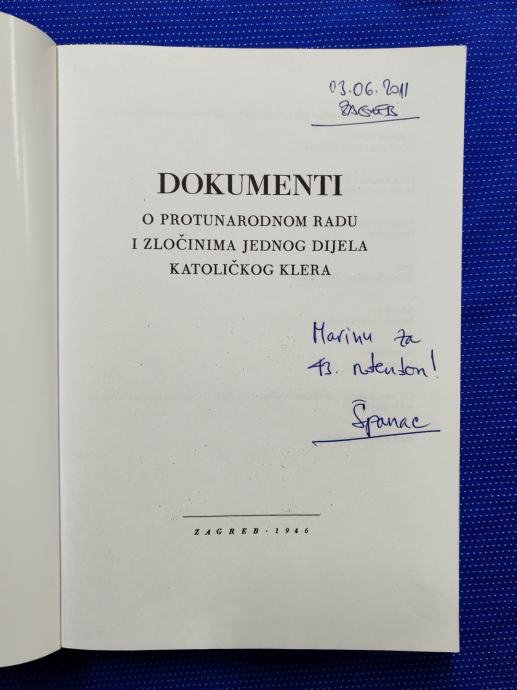 03.06.2011
ZAGREB
DOKUMENTI
O PROTUNARODNOM RADU
I ZLOČINIMA JEDNOG DIJELA
KATOLIČKOG KLERA
Marinu za
43. rođendan!
Španac
ZAGREB · 1946